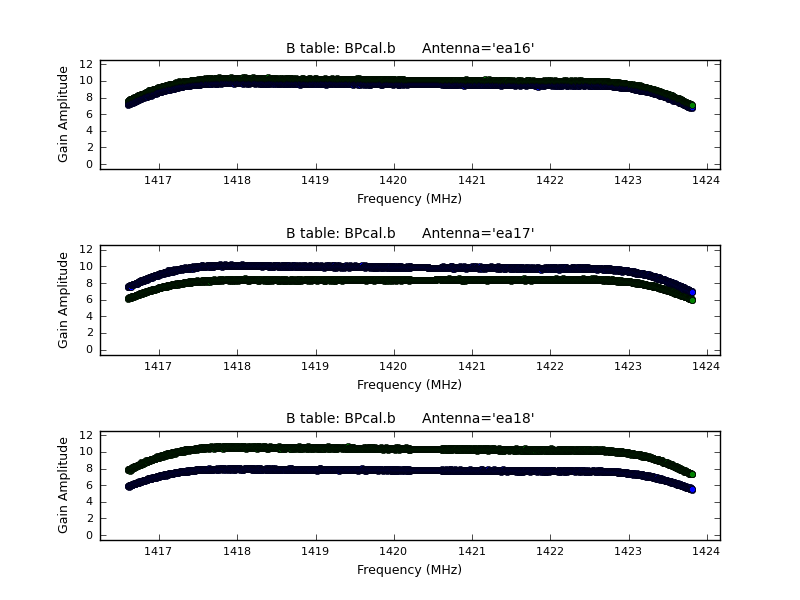 B table: BPcal.b Antenna='ea16'
12
10
8
6
4
2
0
Gain Amplitude
1417 1418 1419 1420 1421 1422 1423 1424
Frequency (MHz)
B table: BPcal.b Antenna='ea17'
12
10
8
6
4
2
0
Gain Amplitude
1417 1418 1419 1420 1421 1422 1423 1424
Frequency (MHz)
B table: BPcal.b Antenna='ea18'
12
10
8
6
4
2
0
Gain Amplitude
1417 1418 1419 1420 1421 1422 1423 1424
Frequency (MHz)